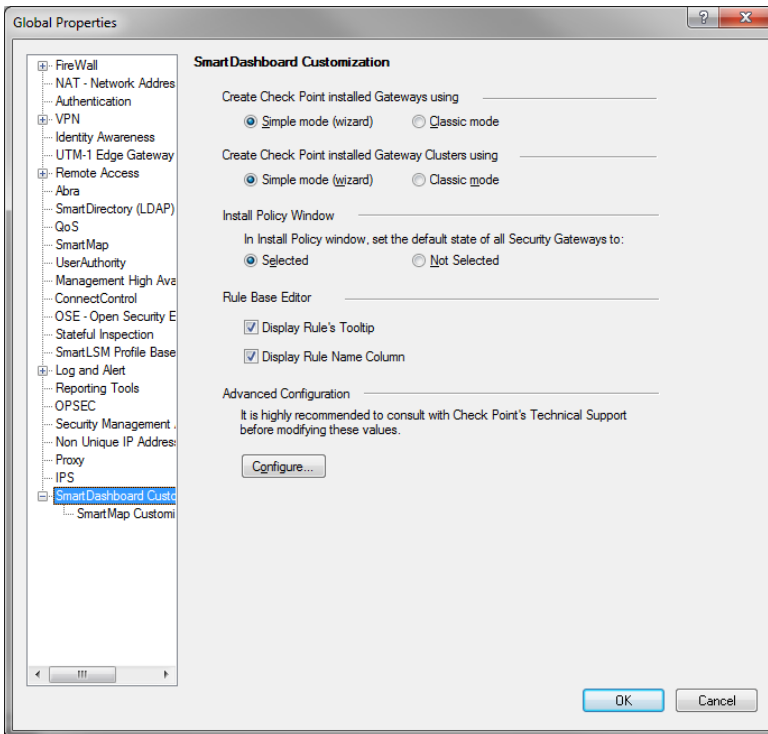 Global Properties
FireWall
NAT - Network Addres
Authentication
VPN
Identity Awareness
UTM-1 Edge Gateway
Remote Access
Abra
SmartDirectory (LDAP)
QoS
SmartMap
UserAuthority
Management High Ava
ConnectControl
OSE - Open Security E
Stateful Inspection
SmartLSM Profile Base
Log and Alert
Reporting Tools
OPSEC
Security Management .
Non Unique IP Address
Proxy
IPS
SmartDashboard Custo
SmartMap Customi
SmartDashboard Customization
Create Check Point installed Gateways using
Simple mode (wizard) Classic mode
Create Check Point installed Gateway Clusters using
Simple mode (wizard) Classic mode
Install Policy Window
In Install Policy window, set the default state of all Security Gateways to:
Selected Not Selected
Rule Base Editor
Display Rule's Tooltip
Display Rule Name Column
Advanced Configuration
It is highly recommended to consult with Check Point's Technical Support
before modifying these values.
Configure...
OK Cancel